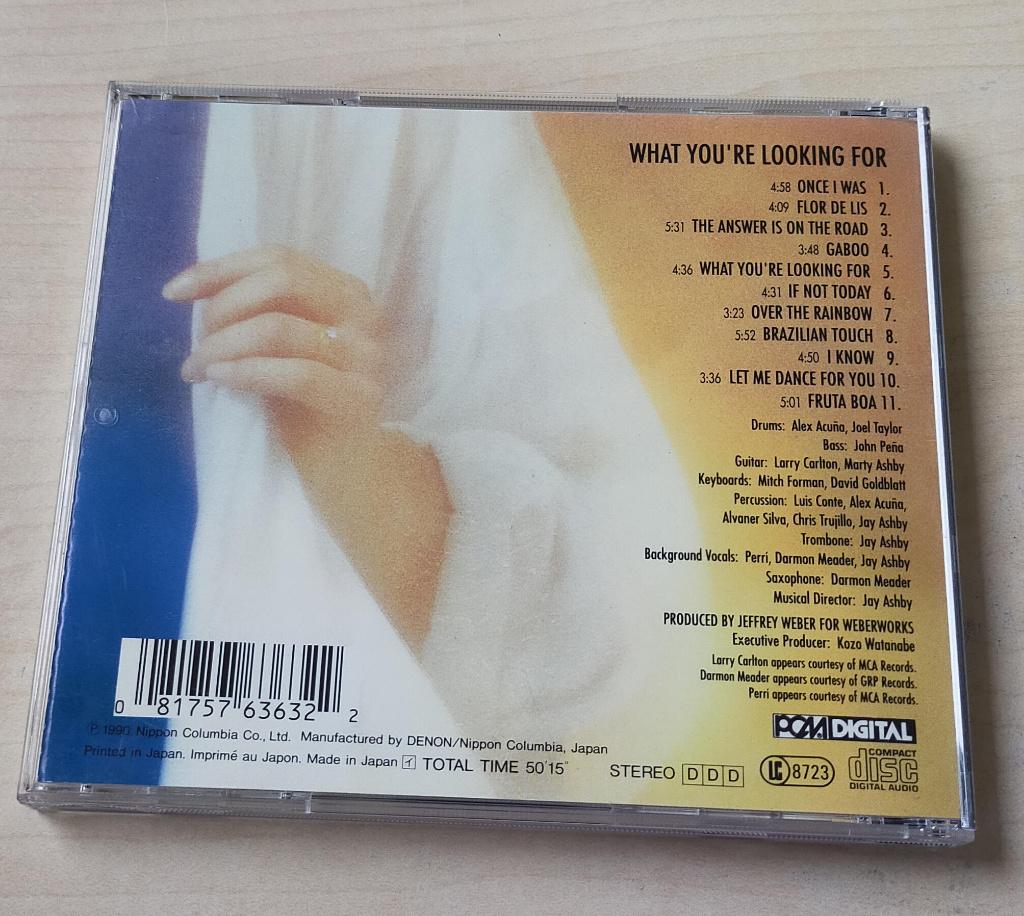 WHAT YOU'RE LOOKING FOR
4:58 ONCE I WAS 1.
4:09 FLOR DE LIS 2.
5:31 THE ANSWER IS ON THE ROAD 3.
3:48 GABOO 4.
4:36 WHAT YOU'RE LOOKING FOR 5.
4:31 IF NOT TODAY 6.
3:23 OVER THE RAINBOW 7.
5:52 BRAZILIAN TOUCH 8.
4:50 I KNOW 9.
3:36 LET ME DANCE FOR YOU 10.
5:01 FRUTA BOA 11.
Drums: Alex Acuña, Joel Taylor
Bass: John Peña
Guitar: Larry Carlton, Marty Ashby
Keyboards: Mitch Forman, David Goldblatt
Percussion: Luis Conte, Alex Acuña,
Alvaner Silva, Chris Trujillo, Jay Ashby
Trombone: Jay Ashby
Background Vocals: Perri, Darmon Meader, Jay Ashby
Saxophone: Darmon Meader
Musical Director: Jay Ashby
PRODUCED BY JEFFREY WEBER FOR WEBERWORKS
Executive Producer: Kozo Watanabe
Larry Carlton appears courtesy of MCA Records.
Darmon Meader appears courtesy of GRP Records.
Perri appears courtesy of MCA Records.
PCM DIGITAL
0 81757 63632 2
℗ 1990 Nippon Columbia Co., Ltd. Manufactured by DENON/Nippon Columbia, Japan
Printed in Japan. Imprimé au Japon. Made in Japan イ TOTAL TIME 50'15"
STEREO DDD
LC 8723
COMPACT
disc
DIGITAL AUDIO